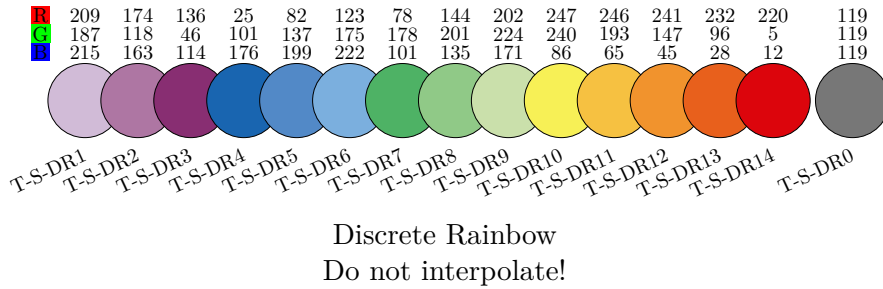 R 209 174 136 25 82 123 78 144 202 247 246 241 232 220 119
G 187 118 46 101 137 175 178 201 224 240 193 147 96 5 119
B 215 163 114 176 199 222 101 135 171 86 65 45 28 12 119
T-S-DR1 T-S-DR2 T-S-DR3 T-S-DR4 T-S-DR5 T-S-DR6 T-S-DR7 T-S-DR8 T-S-DR9 T-S-DR10 T-S-DR11 T-S-DR12 T-S-DR13 T-S-DR14 T-S-DR0
Discrete Rainbow
Do not interpolate!